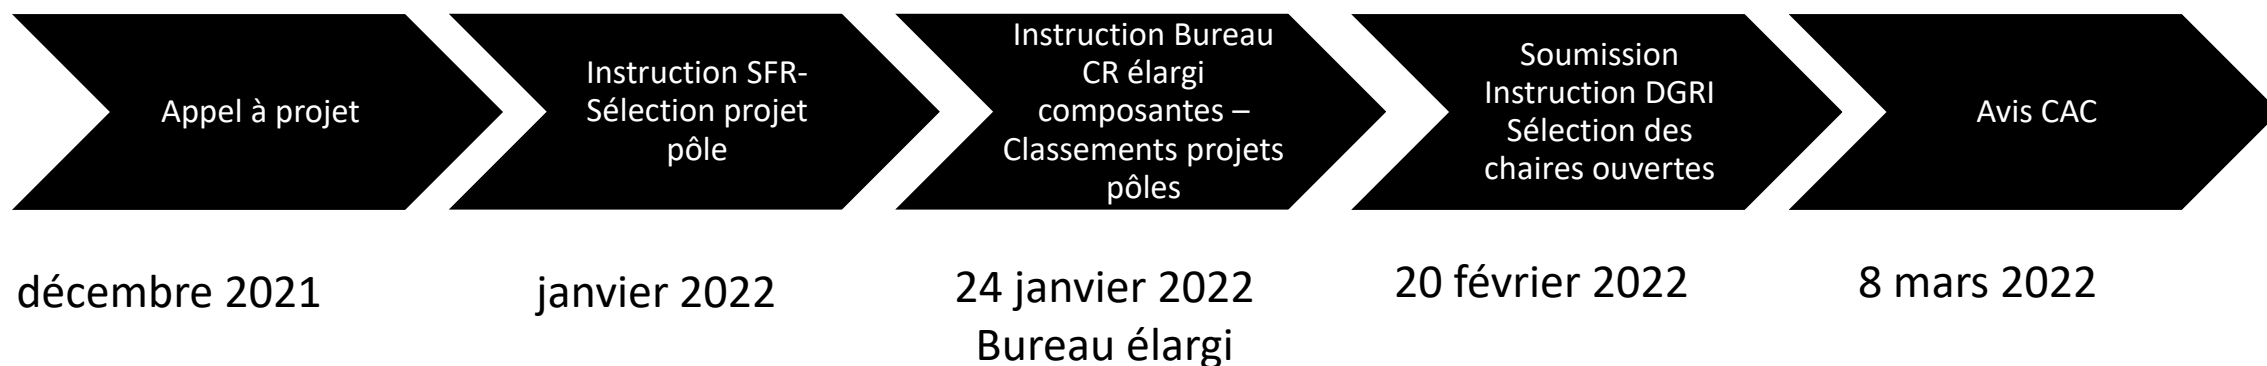 Appel à projet
Instruction SFR-
Sélection projet
pôle
Instruction Bureau
CR élargi
composantes –
Classements projets
pôles
Soumission
Instruction DGRI
Sélection des
chaires ouvertes
Avis CAC
décembre 2021
janvier 2022
24 janvier 2022
Bureau élargi
20 février 2022
8 mars 2022